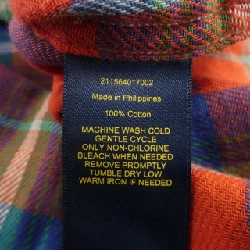 211564017002
Made in Philippines
100% Cotton
MACHINE WASH COLD
GENTLE CYCLE
ONLY NON-CHLORINE
BLEACH WHEN NEEDED
REMOVE PROMPTLY
TUMBLE DRY LOW
WARM IRON IF NEEDED